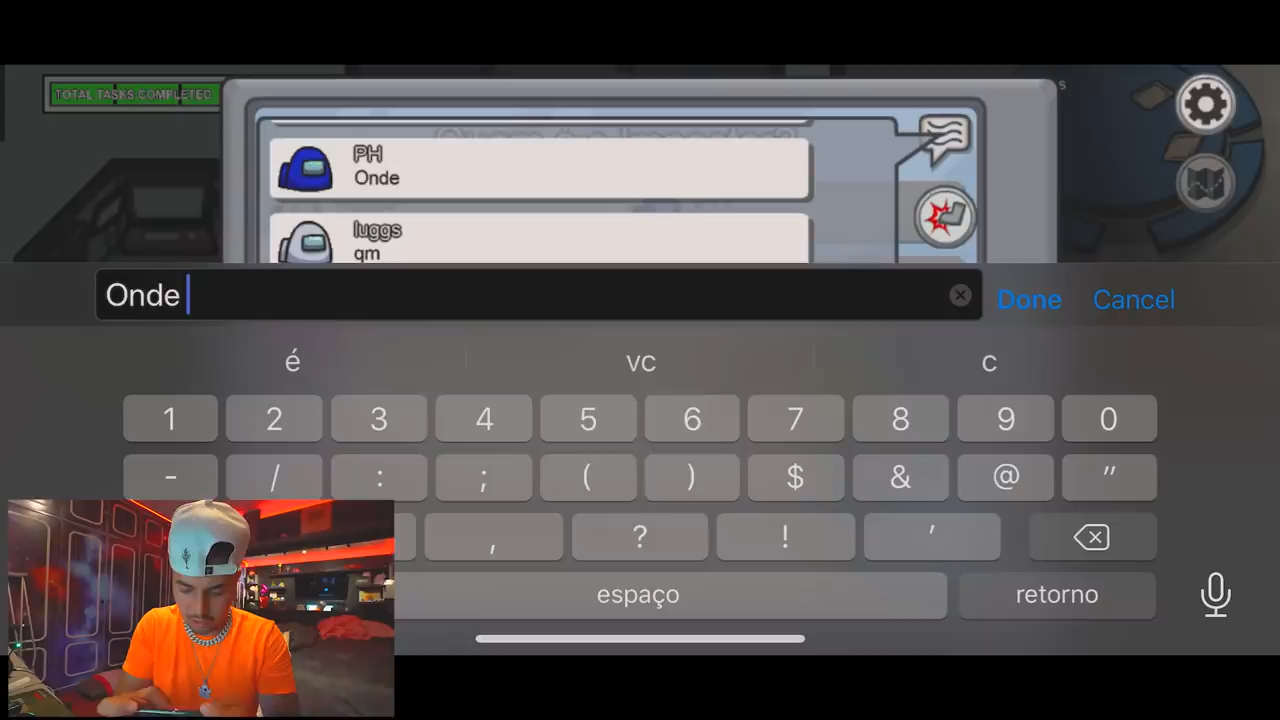 TOTAL TASKS COMPLETED
s
PH
Onde
luggs
qm
Onde
Done
Cancel
é
vc
c
1 2 3 4 5 6 7 8 9 0
- / : ; ( ) $ & @ "
, ? ! '
espaço
retorno